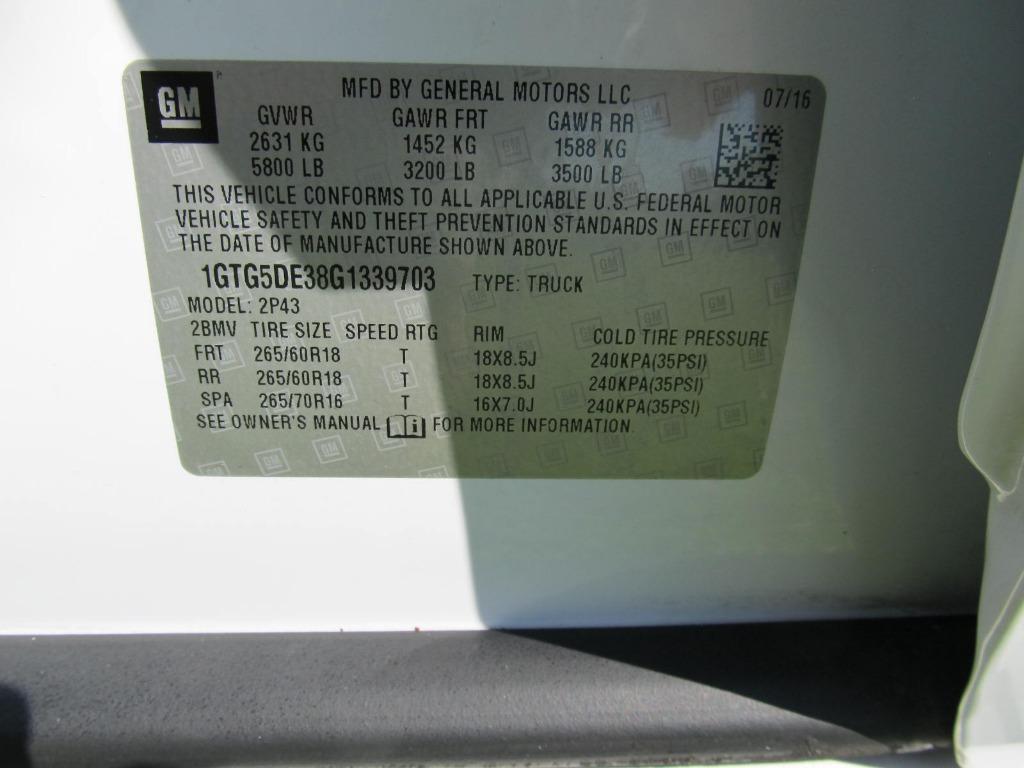 GM
MFD BY GENERAL MOTORS LLC 07/16
GVWR GAWR FRT GAWR RR
2631 KG 1452 KG 1588 KG
5800 LB 3200 LB 3500 LB
THIS VEHICLE CONFORMS TO ALL APPLICABLE U.S. FEDERAL MOTOR
VEHICLE SAFETY AND THEFT PREVENTION STANDARDS IN EFFECT ON
THE DATE OF MANUFACTURE SHOWN ABOVE.
1GTG5DE38G1339703 TYPE: TRUCK
MODEL: 2P43
2BMV TIRE SIZE SPEED RTG RIM COLD TIRE PRESSURE
FRT 265/60R18 T 18X8.5J 240KPA(35PSI)
RR 265/60R18 T 18X8.5J 240KPA(35PSI)
SPA 265/70R16 T 16X7.0J 240KPA(35PSI)
SEE OWNER'S MANUAL i FOR MORE INFORMATION.